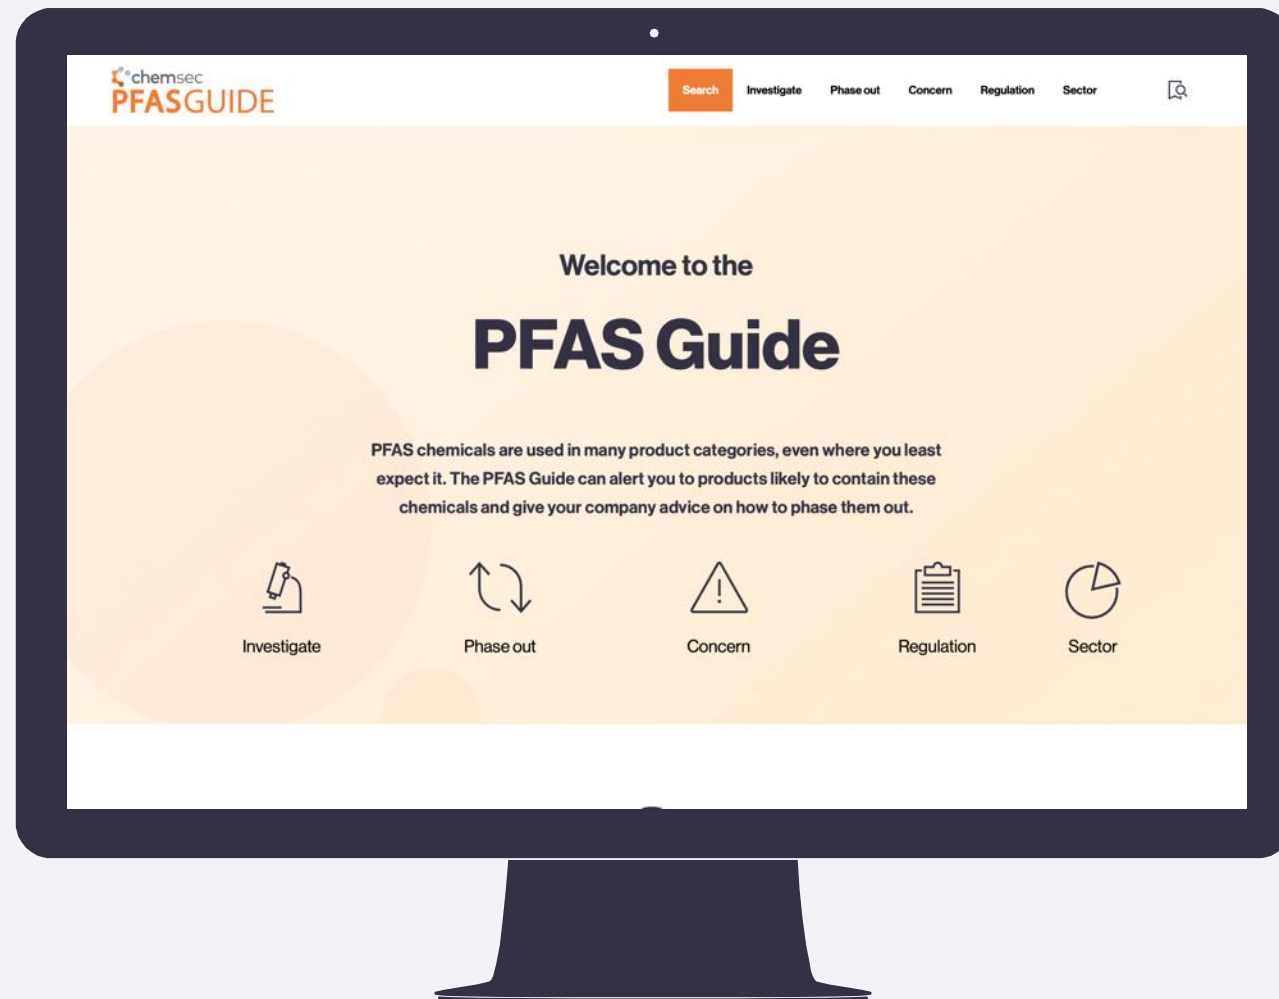 chemsec
PFASGUIDE
Search Investigate Phase out Concern Regulation Sector
Welcome to the
PFAS Guide
PFAS chemicals are used in many product categories, even where you least
expect it. The PFAS Guide can alert you to products likely to contain these
chemicals and give your company advice on how to phase them out.
Investigate Phase out Concern Regulation Sector